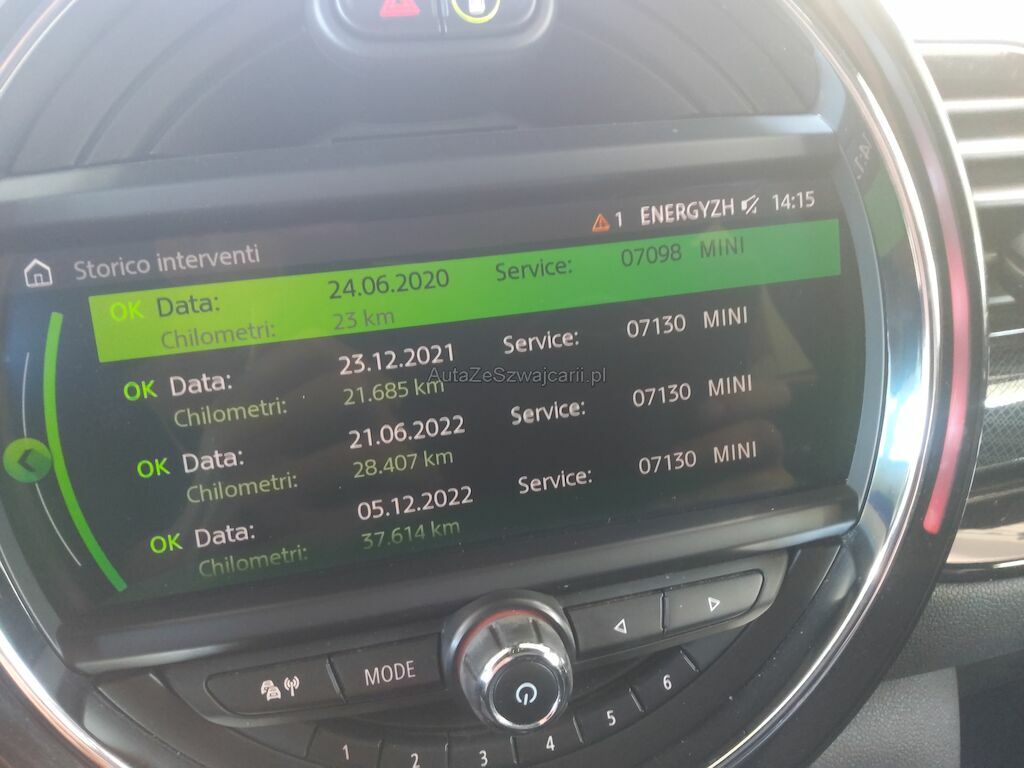 1 ENERGYZH 14:15
Storico interventi
OK Data: 24.06.2020 Service: 07098 MINI
Chilometri: 23 km
OK Data: 23.12.2021 Service: 07130 MINI
Chilometri: 21.685 km
AutaZeSzwajcarii.pl
OK Data: 21.06.2022 Service: 07130 MINI
Chilometri: 28.407 km
OK Data: 05.12.2022 Service: 07130 MINI
Chilometri: 37.614 km
MODE
1 2 3 4 5 6